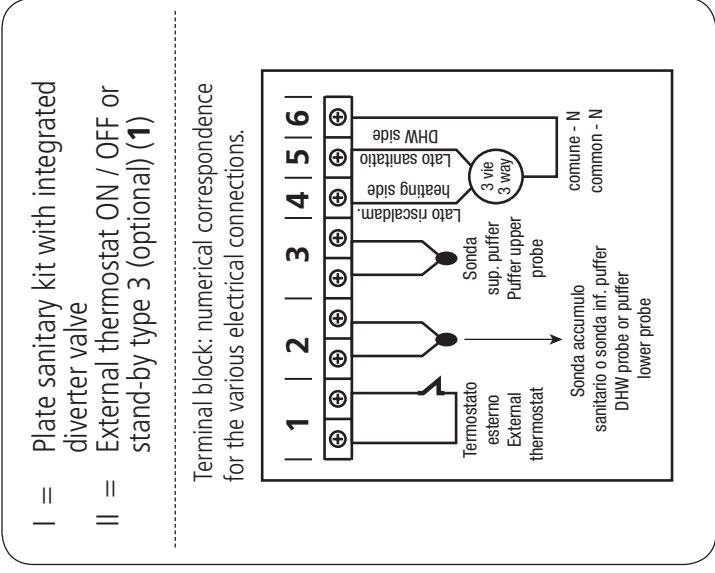 I = Plate sanitary kit with integrated
diverter valve
II = External thermostat ON / OFF or
stand-by type 3 (optional) (1)
Terminal block: numerical correspondence
for the various electrical connections.
1 2 3 4 5 6
Termostato
esterno
External
thermostat
Sonda accumulo
sanitario o sonda inf. puffer
DHW probe or puffer
lower probe
Sonda
sup. puffer
Puffer upper
probe
Lato riscaldam.
heating side
Lato sanitatio
DHW side
3 vie
3 way
comune - N
common - N